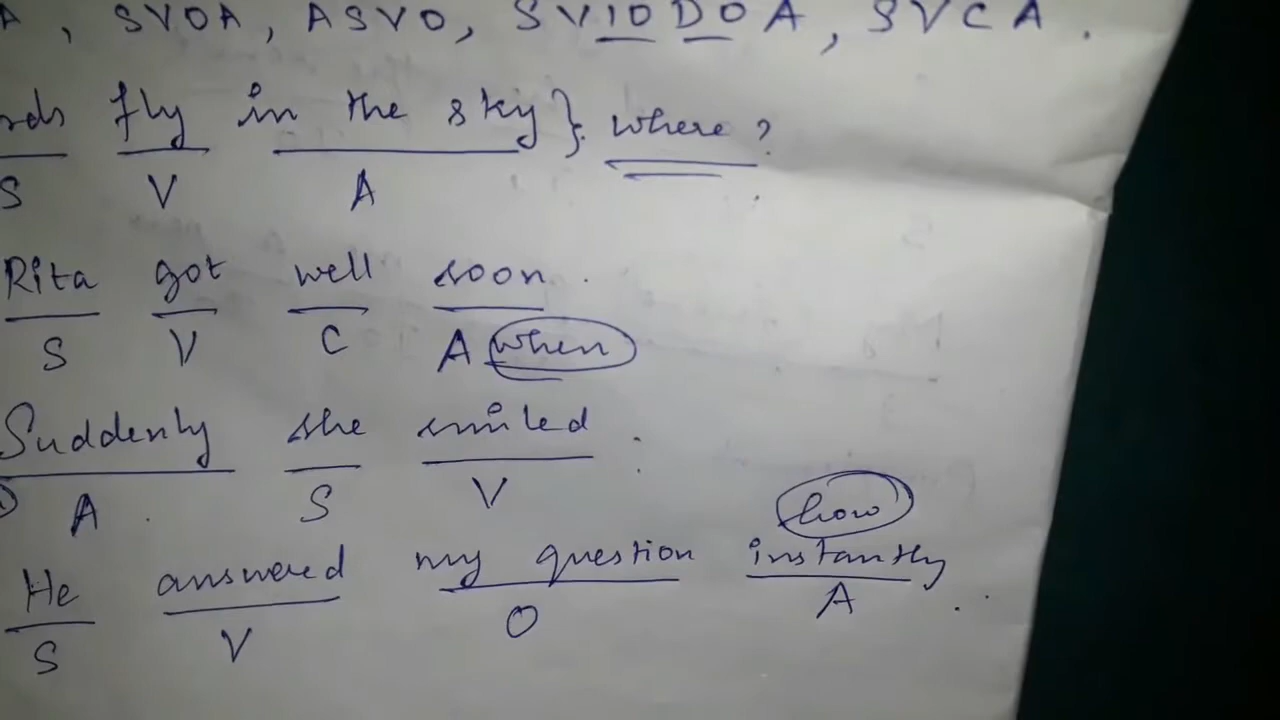 A, SVOA, ASVO, SVIODOA, SVCA.
fly in the sky}. where?
S V A
Rita got well soon.
S V C A when
Suddenly she smiled.
A S V
how
He answered my question instantly.
S V O A